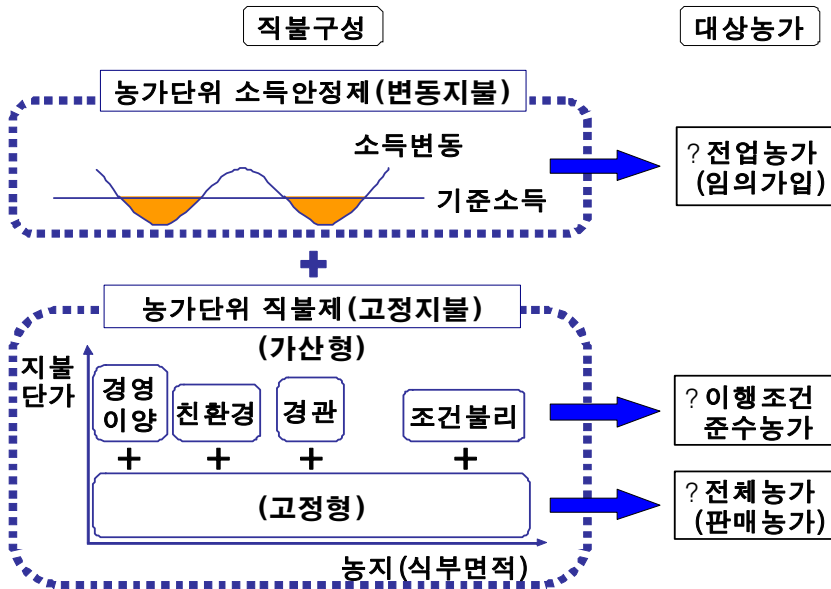 직불구성
대상농가
농가단위 소득안정제(변동지불)
소득변동
기준소득
?전업농가
(임의가입)
+
농가단위 직불제(고정지불)
(가산형)
지불
단가
경영
이양
친환경
경관
조건불리
+ + + +
(고정형)
농지(식부면적)
?이행조건
준수농가
?전체농가
(판매농가)